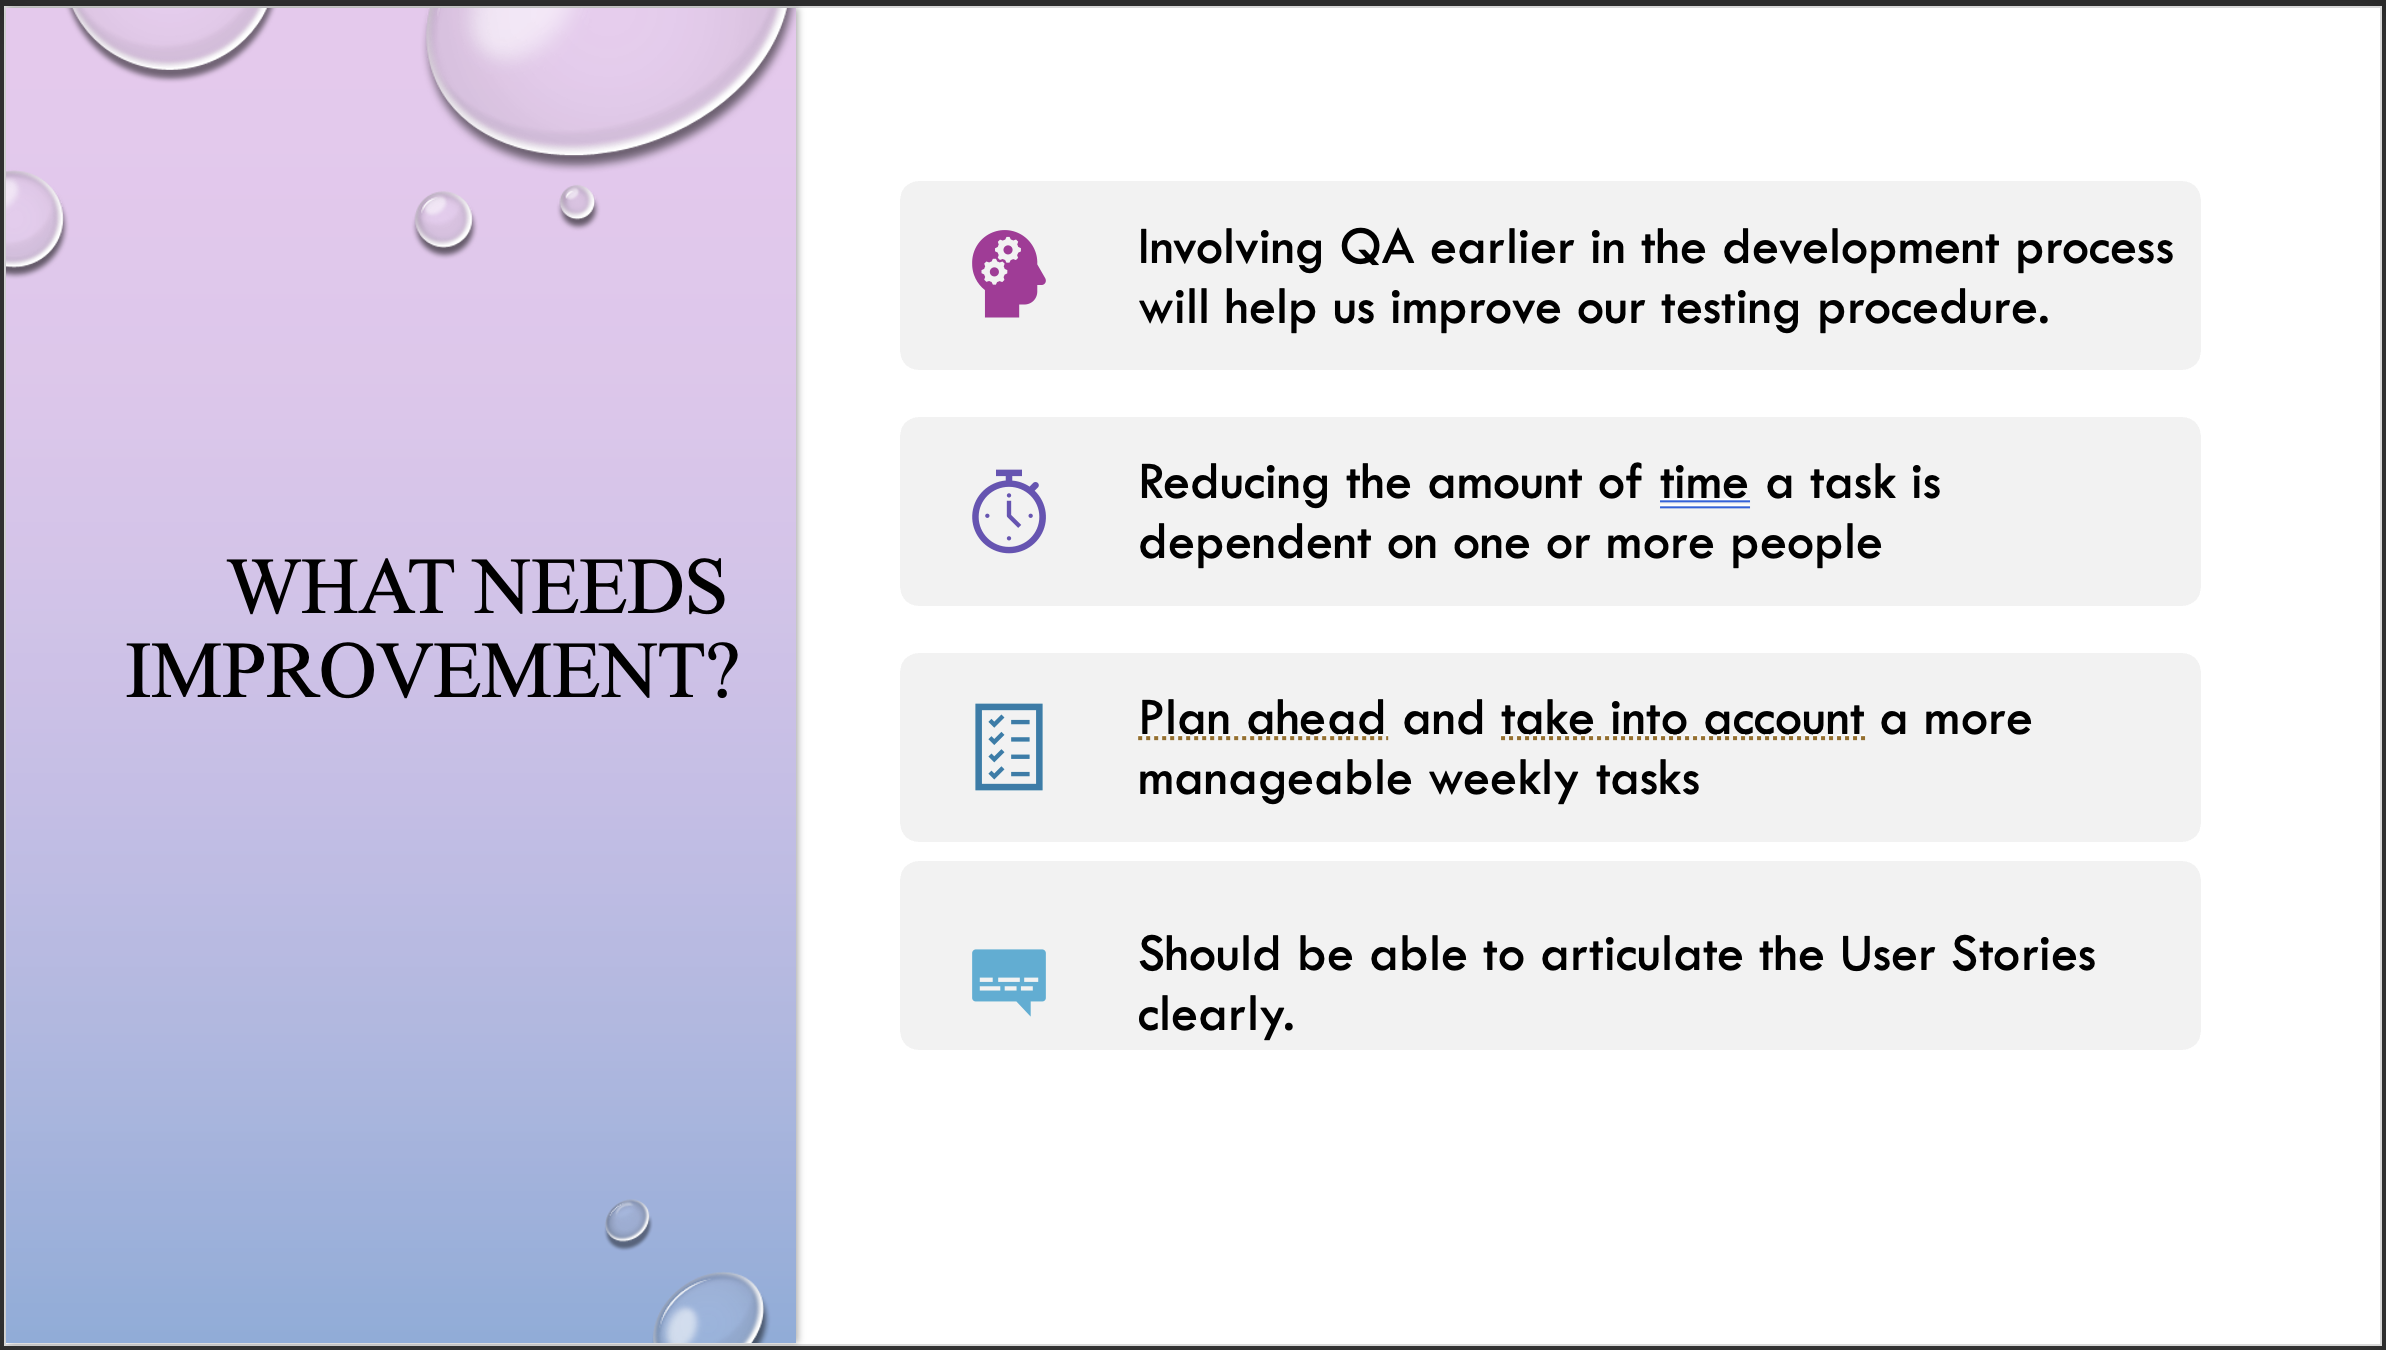 WHAT NEEDS
IMPROVEMENT?
Involving QA earlier in the development process
will help us improve our testing procedure.
Reducing the amount of time a task is
dependent on one or more people
Plan ahead and take into account a more
manageable weekly tasks
Should be able to articulate the User Stories
clearly.